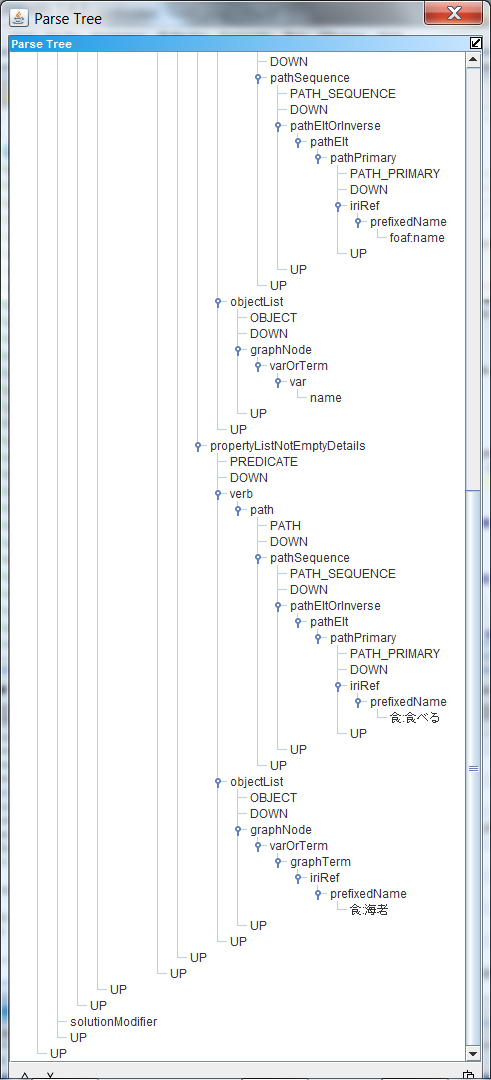 Parse Tree
Parse Tree
DOWN
pathSequence
PATH_SEQUENCE
DOWN
pathEltOrInverse
pathElt
pathPrimary
PATH_PRIMARY
DOWN
iriRef
prefixedName
foaf:name
UP
UP
UP
objectList
OBJECT
DOWN
graphNode
varOrTerm
var
name
UP
UP
propertyListNotEmptyDetails
PREDICATE
DOWN
verb
path
PATH
DOWN
pathSequence
PATH_SEQUENCE
DOWN
pathEltOrInverse
pathElt
pathPrimary
PATH_PRIMARY
DOWN
iriRef
prefixedName
食:食べる
UP
UP
UP
objectList
OBJECT
DOWN
graphNode
varOrTerm
graphTerm
iriRef
prefixedName
食:海老
UP
UP
UP
UP
UP
UP
solutionModifier
UP
UP